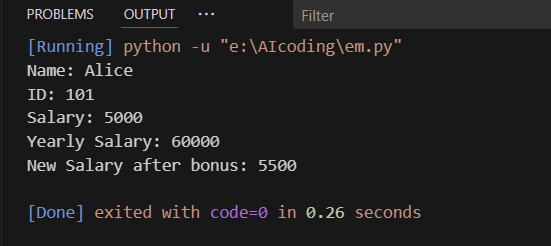 PROBLEMS OUTPUT ... Filter
[Running] python -u "e:\AIcoding\em.py"
Name: Alice
ID: 101
Salary: 5000
Yearly Salary: 60000
New Salary after bonus: 5500
[Done] exited with code=0 in 0.26 seconds